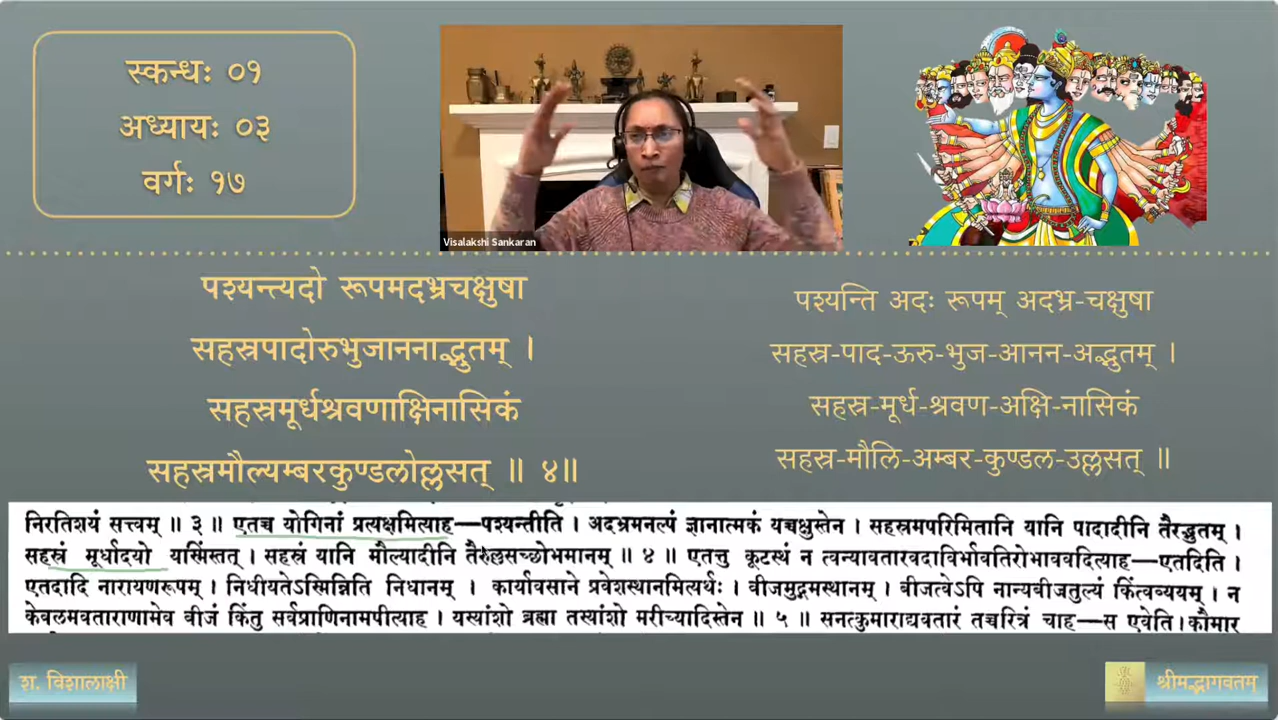 स्कन्धः ०१
अध्यायः ०३
वर्गः १७
Visalakshi Sankaran
पश्यन्त्यदो रूपमदभ्रचक्षुषा
सहस्रपादोरुभुजाननाद्भुतम् ।
सहस्रमूर्धश्रवणाक्षिनासिकं
सहस्रमौल्यम्बरकुण्डलोल्लसत् ॥ ४॥
पश्यन्ति अदः रूपम् अदभ्र-चक्षुषा
सहस्र-पाद-ऊरु-भुज-आनन-अद्भुतम् ।
सहस्र-मूर्ध-श्रवण-अक्षि-नासिकं
सहस्र-मौलि-अम्बर-कुण्डल-उल्लसत् ॥
निरतिशयं सत्त्वम् ॥ ३ ॥ एतच्च योगिनां प्रत्यक्षमित्याह—पश्यन्तीति । अदभ्रमनल्पं ज्ञानात्मकं यच्चक्षुस्तेन । सहस्रमपरिमितानि यानि पादादीनि तैरद्भुतम् ।
सहस्रं मूर्धादयो यस्मिंस्तत् । सहस्रं यानि मौल्यादीनि तैरुल्लसच्छोभमानम् ॥ ४ ॥ एतत्तु कूटस्थं न त्वन्यावतारवदाविर्भावतिरोभाववदित्याह—एतदिति ।
एतदादि नारायणरूपम् । निधीयतेऽस्मिन्निति निधानम् । कार्यावसाने प्रवेशस्थानमित्यर्थः । बीजमुद्गमस्थानम् । बीजत्वेऽपि नान्यबीजतुल्यं किंत्वव्ययम् । न
केवलमवताराणामेव बीजं किंतु सर्वप्राणिनामपीत्याह । यस्यांशो ब्रह्मा तस्यांशो मरीच्यादिस्तेन ॥ ५ ॥ सनत्कुमाराद्यवतारं तच्चरित्रं चाह—स एवेति । कौमार
श. विशालाक्षी
श्रीमद्भागवतम्